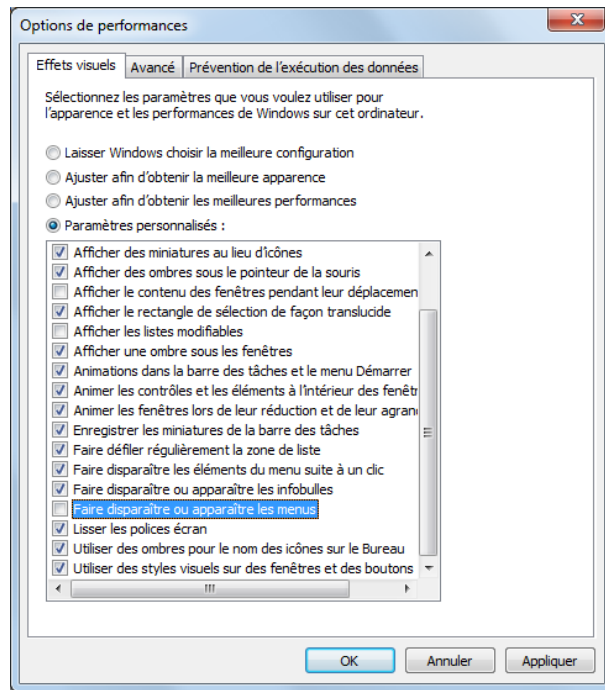 Options de performances
Effets visuels Avancé Prévention de l'exécution des données
Sélectionnez les paramètres que vous voulez utiliser pour
l'apparence et les performances de Windows sur cet ordinateur.
Laisser Windows choisir la meilleure configuration
Ajuster afin d'obtenir la meilleure apparence
Ajuster afin d'obtenir les meilleures performances
Paramètres personnalisés :
Afficher des miniatures au lieu d'icônes
Afficher des ombres sous le pointeur de la souris
Afficher le contenu des fenêtres pendant leur déplacemen
Afficher le rectangle de sélection de façon translucide
Afficher les listes modifiables
Afficher une ombre sous les fenêtres
Animations dans la barre des tâches et le menu Démarrer
Animer les contrôles et les éléments à l'intérieur des fenêtr
Animer les fenêtres lors de leur réduction et de leur agran
Enregistrer les miniatures de la barre des tâches
Faire défiler régulièrement la zone de liste
Faire disparaître les éléments du menu suite à un clic
Faire disparaître ou apparaître les infobulles
Faire disparaître ou apparaître les menus
Lisser les polices écran
Utiliser des ombres pour le nom des icônes sur le Bureau
Utiliser des styles visuels sur des fenêtres et des boutons
OK Annuler Appliquer